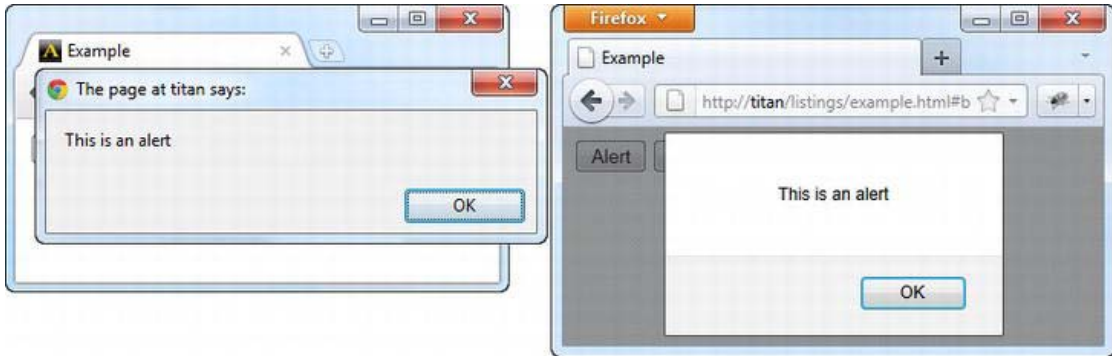 Example
The page at titan says:
This is an alert
OK
Firefox
Example
http://titan/listings/example.html#b
Alert
This is an alert
OK